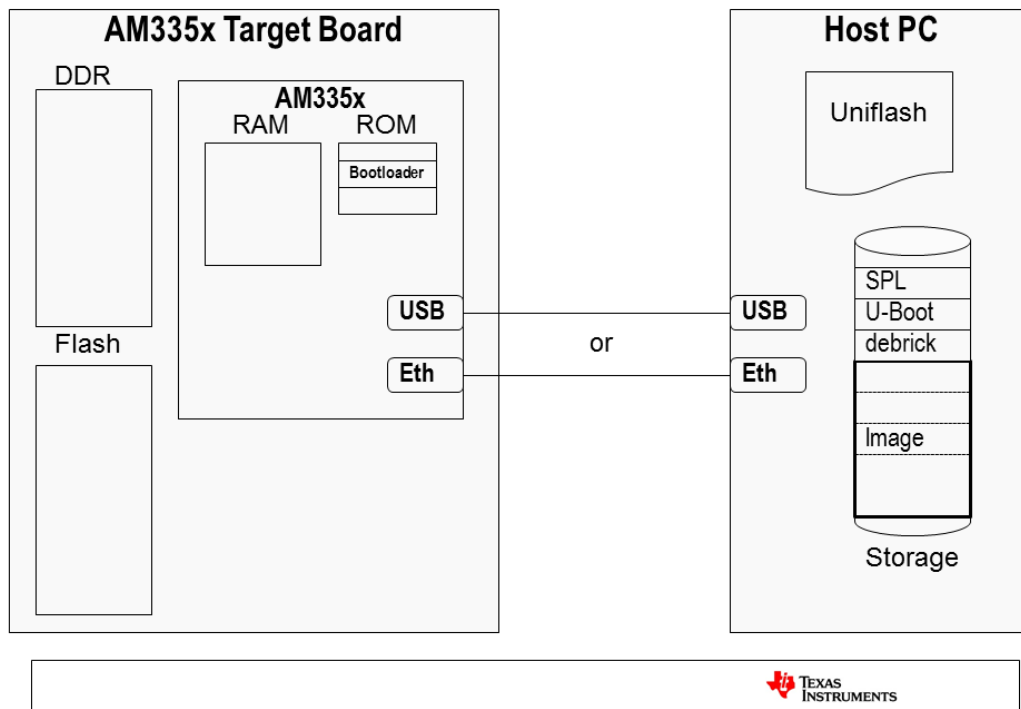 AM335x Target Board
DDR
AM335x
RAM
ROM
Bootloader
USB
Eth
Flash
or
Host PC
Uniflash
USB
Eth
SPL
U-Boot
debrick
Image
Storage
TEXAS
INSTRUMENTS